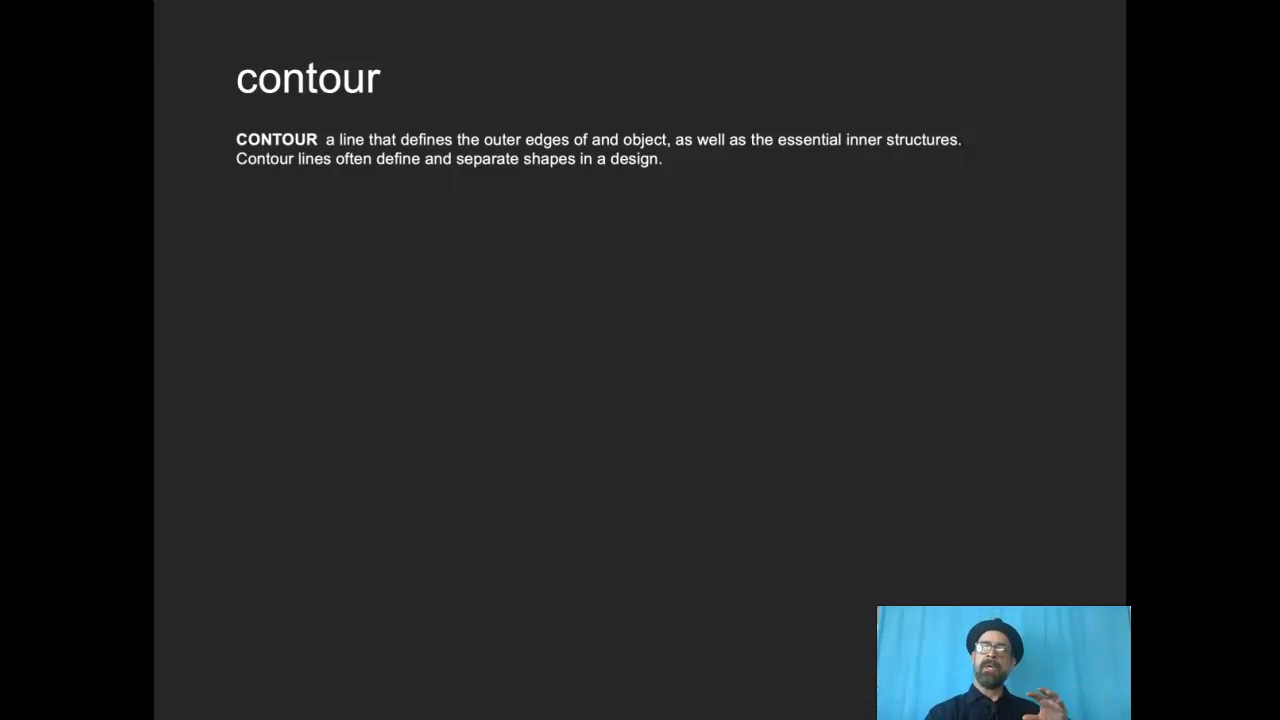 contour
CONTOUR a line that defines the outer edges of and object, as well as the essential inner structures.
Contour lines often define and separate shapes in a design.